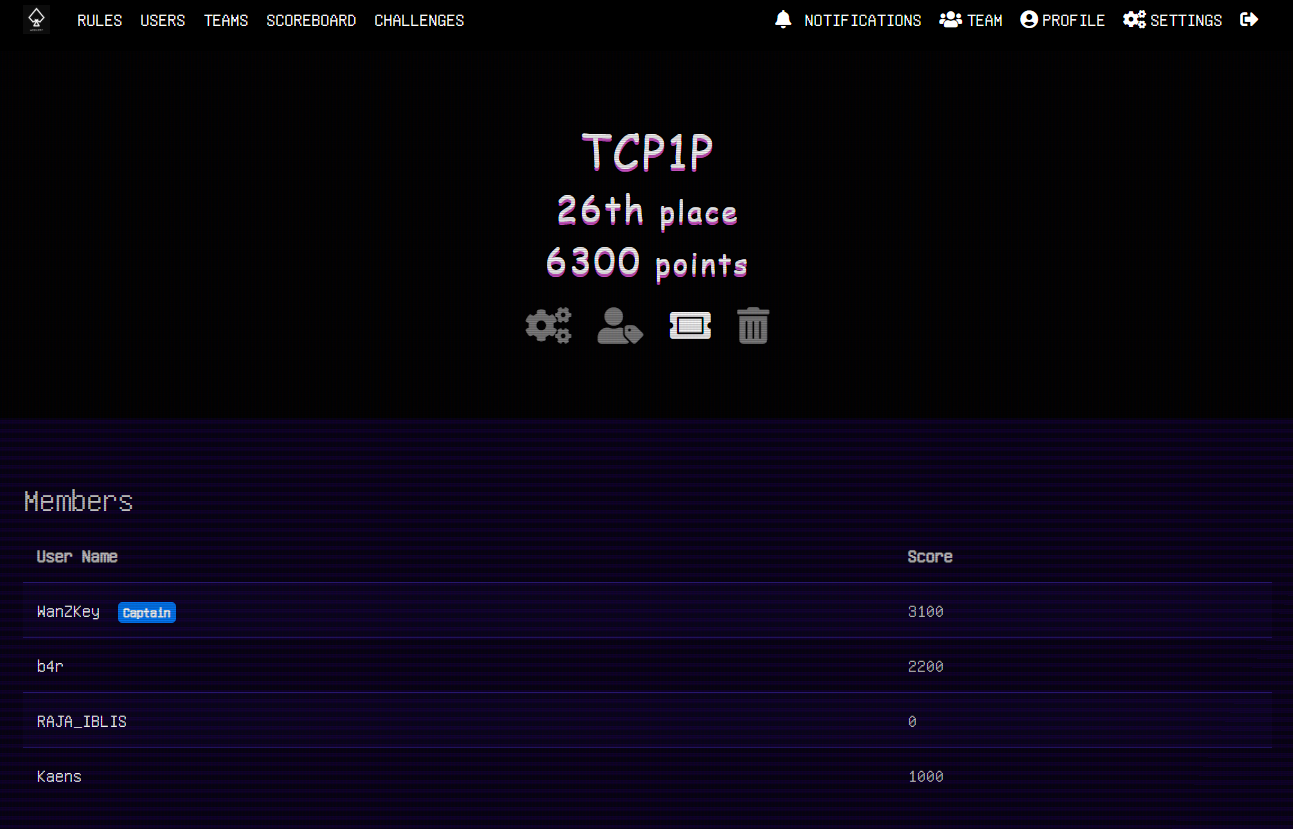 RULES USERS TEAMS SCOREBOARD CHALLENGES NOTIFICATIONS TEAM PROFILE SETTINGS
TCP1P
26th place
6300 points
Members
User Name Score
WanZKey Captain 3100
b4r 2200
RAJA_IBLIS 0
Kaens 1000